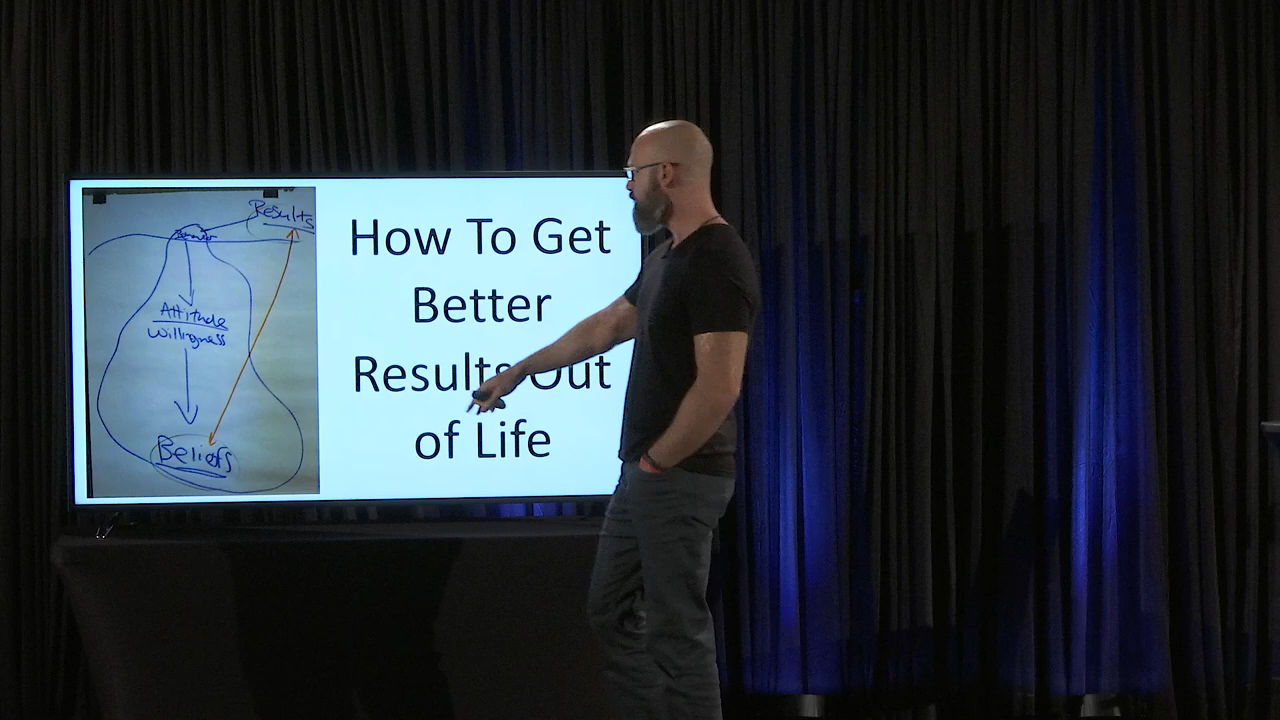 Results
Attitude
Willingness
Beliefs
How To Get
Better
Results Out
of Life